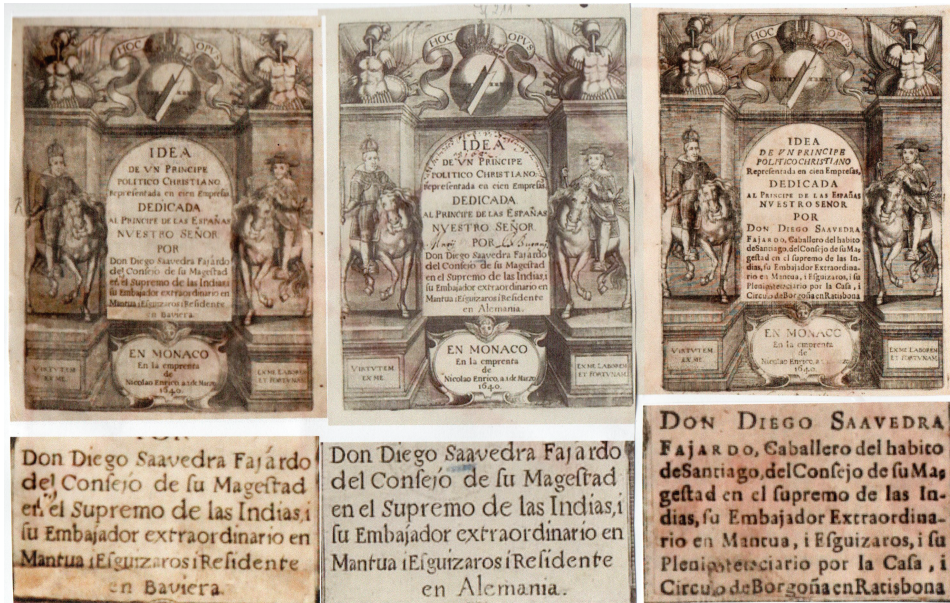 HOC OPUS
IDEA
DE VN PRINCIPE
POLITICO CHRISTIANO
Representada en cien Empresas
DEDICADA
AL PRINCIPE DE LAS ESPAÑAS
NVESTRO SEÑOR
POR
Don Diego Saavedra Fajardo
del Consejo de su Magestad
en el Supremo de las Indias, i
su Embajador extraordinario en
Mantua i Esguizaros i Residente
en Baviera.
EN MONACO
En la emprenta
de
Nicolao Enrico, a 1 de Marzo
1640.
VIRTVTEM
EX ME
HOC OPUS
IDEA
DE VN PRINCIPE
POLITICO CHRISTIANO
representada en cien Empresas
DEDICADA
AL PRINCIPE DE LAS ESPAÑAS
NVESTRO SEÑOR
POR
Don Diego Saavedra Fajardo
del Consejo de su Magestad
en el Supremo de las Indias, i
su Embajador extraordinario en
Mantua i Esguizaros i Residente
en Alemania.
EN MONACO
En la emprenta
de
Nicolao Enrico, a 1 de Marzo
1640.
VIRTVTEM
EX ME
EX ME LABOREM
ET FORTVNAM
HOC OPUS
IDEA
DE VN PRINCIPE
POLITICO CHRISTIANO
Representada en cien Empresas,
DEDICADA
AL PRINCIPE DE LAS ESPAÑAS
NVESTRO SEÑOR
POR
DON DIEGO SAAVEDRA
FAJARDO, Caballero del habito
de Santiago, del Consejo de su Ma
gestad en el supremo de las In-
dias, su Embajador Extraordina-
rio en Mantua, i Esguizaros, i su
Plenipotenciario por la Casa, i
Circulo de Borgoña en Ratisbona
EN MONACO
En la emprenta
de
Nicolao Enrico
1640.
VIRTVTEM
EX ME
EX ME LABOREM
ET FORTVNAM
Don Diego Saavedra Fajardo
del Consejo de su Magestad
en el Supremo de las Indias, i
su Embajador extraordinario en
Mantua i Esguizaros i Residente
en Baviera.
Don Diego Saavedra Fajardo
del Consejo de su Magestad
en el Supremo de las Indias, i
su Embajador extraordinario en
Mantua i Esguizaros i Residente
en Alemania.
DON DIEGO SAAVEDRA
FAJARDO, Caballero del habito
de Santiago, del Consejo de su Ma
gestad en el supremo de las In-
dias, su Embajador Extraordina-
rio en Mantua, i Esguizaros, i su
Plenipotenciario por la Casa, i
Circulo de Borgoña en Ratisbona